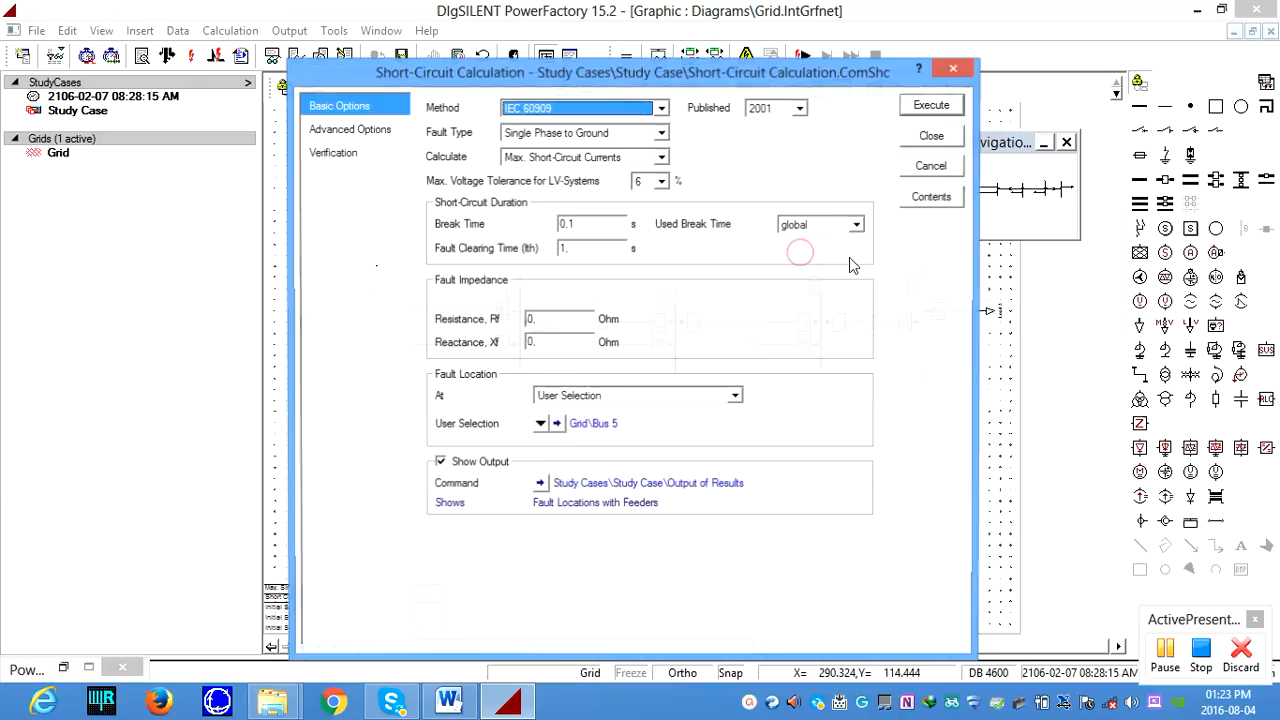 DIgSILENT PowerFactory 15.2 - [Graphic : Diagrams\Grid.IntGrfnet]
File Edit View Insert Data Calculation Output Tools Window Help
StudyCases >
2106-02-07 08:28:15 AM
Study Case
Grids (1 active) >
Grid
Short-Circuit Calculation - Study Cases\Study Case\Short-Circuit Calculation.ComShc ?
Basic Options
Advanced Options
Verification
Method IEC 60909 Published 2001 Execute
Fault Type Single Phase to Ground Close
Calculate Max. Short-Circuit Currents Cancel
Max. Voltage Tolerance for LV-Systems 6 % Contents
Short-Circuit Duration
Break Time 0.1 s Used Break Time global
Fault Clearing Time (Ith) 1. s
Fault Impedance
Resistance, Rf 0. Ohm
Reactance, Xf 0. Ohm
Fault Location
At User Selection
User Selection Grid\Bus 5
Show Output
Command Study Cases\Study Case\Output of Results
Shows Fault Locations with Feeders
ActivePresent...
Pause Stop Discard
Pow...
Grid Freeze Ortho Snap X= 290.324,Y= 114.444 DB 4600 2106-02-07 08:28:15 AM
01:23 PM
2016-08-04